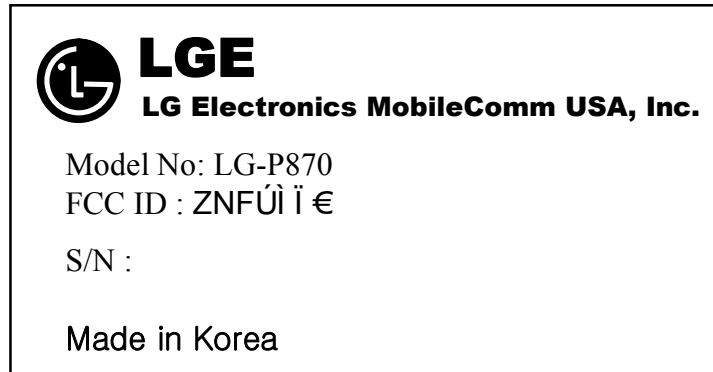 LGE
LG Electronics MobileComm USA, Inc.
Model No: LG-P870
FCC ID : ZNFÚÌ Ï €
S/N :
Made in Korea